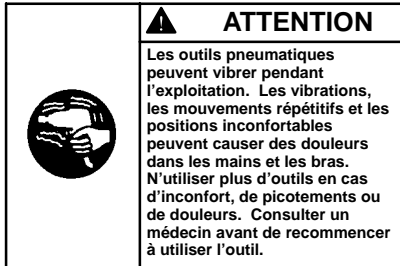 ATTENTION
Les outils pneumatiques
peuvent vibrer pendant
l'exploitation. Les vibrations,
les mouvements répétitifs et les
positions inconfortables
peuvent causer des douleurs
dans les mains et les bras.
N'utiliser plus d'outils en cas
d'inconfort, de picotements ou
de douleurs. Consulter un
médecin avant de recommencer
à utiliser l'outil.